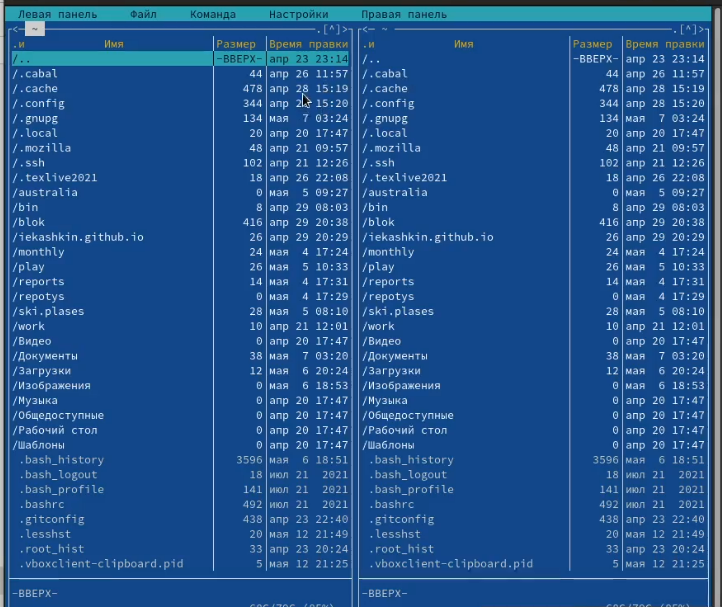 Левая панель Файл Команда Настройки Правая панель
<─ ~ .[^]> <─ ~ .[^]>
.и Имя Размер Время правки .и Имя Размер Время правки
/.. -ВВЕРХ- апр 23 23:14 /.. -ВВЕРХ- апр 23 23:14
/.cabal 44 апр 26 11:57 /.cabal 44 апр 26 11:57
/.cache 478 апр 28 15:19 /.cache 478 апр 28 15:19
/.config 344 апр 28 15:20 /.config 344 апр 28 15:20
/.gnupg 134 мая 7 03:24 /.gnupg 134 мая 7 03:24
/.local 20 апр 20 17:47 /.local 20 апр 20 17:47
/.mozilla 48 апр 21 09:57 /.mozilla 48 апр 21 09:57
/.ssh 102 апр 21 12:26 /.ssh 102 апр 21 12:26
/.texlive2021 18 апр 26 22:08 /.texlive2021 18 апр 26 22:08
/australia 0 мая 5 09:27 /australia 0 мая 5 09:27
/bin 8 апр 29 08:03 /bin 8 апр 29 08:03
/blok 416 апр 29 20:38 /blok 416 апр 29 20:38
/iekashkin.github.io 26 апр 29 20:29 /iekashkin.github.io 26 апр 29 20:29
/monthly 24 мая 4 17:24 /monthly 24 мая 4 17:24
/play 26 мая 5 10:33 /play 26 мая 5 10:33
/reports 14 мая 4 17:31 /reports 14 мая 4 17:31
/repotys 0 мая 4 17:29 /repotys 0 мая 4 17:29
/ski.plases 28 мая 5 08:10 /ski.plases 28 мая 5 08:10
/work 10 апр 21 12:01 /work 10 апр 21 12:01
/Видео 0 апр 20 17:47 /Видео 0 апр 20 17:47
/Документы 38 мая 7 03:20 /Документы 38 мая 7 03:20
/Загрузки 12 мая 6 20:24 /Загрузки 12 мая 6 20:24
/Изображения 0 мая 6 18:53 /Изображения 0 мая 6 18:53
/Музыка 0 апр 20 17:47 /Музыка 0 апр 20 17:47
/Общедоступные 0 апр 20 17:47 /Общедоступные 0 апр 20 17:47
/Рабочий стол 0 апр 20 17:47 /Рабочий стол 0 апр 20 17:47
/Шаблоны 0 апр 20 17:47 /Шаблоны 0 апр 20 17:47
.bash_history 3596 мая 6 18:51 .bash_history 3596 мая 6 18:51
.bash_logout 18 июл 21 2021 .bash_logout 18 июл 21 2021
.bash_profile 141 июл 21 2021 .bash_profile 141 июл 21 2021
.bashrc 492 июл 21 2021 .bashrc 492 июл 21 2021
.gitconfig 438 апр 23 22:40 .gitconfig 438 апр 23 22:40
.lesshst 20 мая 12 21:49 .lesshst 20 мая 12 21:49
.root_hist 33 апр 23 20:24 .root_hist 33 апр 23 20:24
.vboxclient-clipboard.pid 5 мая 12 21:25 .vboxclient-clipboard.pid 5 мая 12 21:25
-ВВЕРХ- -ВВЕРХ-